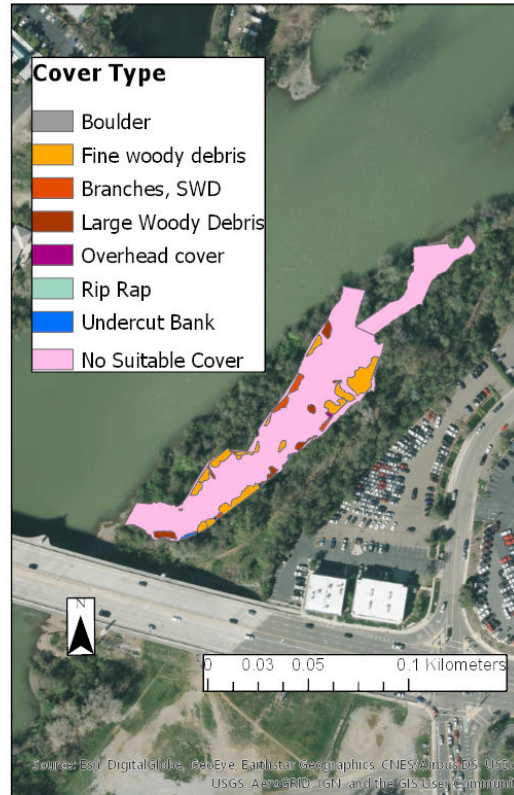 Cover Type
Boulder
Fine woody debris
Branches, SWD
Large Woody Debris
Overhead cover
Rip Rap
Undercut Bank
No Suitable Cover
N
0 0.03 0.05 0.1 Kilometers
Source: Esri, DigitalGlobe, GeoEye, Earthstar Geographics, CNES/Airbus DS, USDA,
USGS, AeroGRID, IGN, and the GIS User Communit